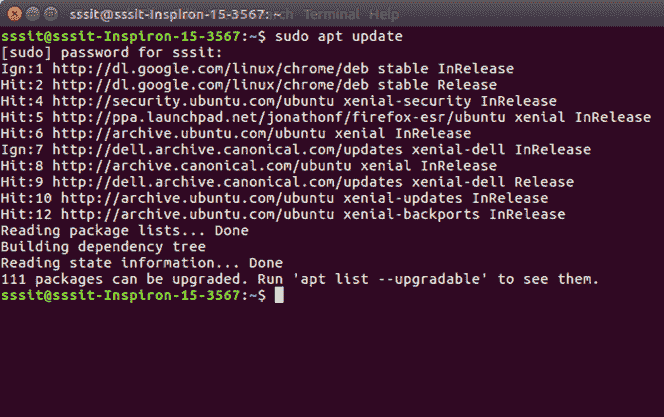 sssit@sssit-Inspiron-15-3567: ~ Terminal Help
sssit@sssit-Inspiron-15-3567:~$ sudo apt update
[sudo] password for sssit:
Ign:1 http://dl.google.com/linux/chrome/deb stable InRelease
Hit:2 http://dl.google.com/linux/chrome/deb stable Release
Hit:4 http://security.ubuntu.com/ubuntu xenial-security InRelease
Hit:5 http://ppa.launchpad.net/jonathonf/firefox-esr/ubuntu xenial InRelease
Hit:6 http://archive.ubuntu.com/ubuntu xenial InRelease
Ign:7 http://dell.archive.canonical.com/updates xenial-dell InRelease
Hit:8 http://archive.canonical.com/ubuntu xenial InRelease
Hit:9 http://dell.archive.canonical.com/updates xenial-dell Release
Hit:10 http://archive.ubuntu.com/ubuntu xenial-updates InRelease
Hit:12 http://archive.ubuntu.com/ubuntu xenial-backports InRelease
Reading package lists... Done
Building dependency tree
Reading state information... Done
111 packages can be upgraded. Run 'apt list --upgradable' to see them.
sssit@sssit-Inspiron-15-3567:~$